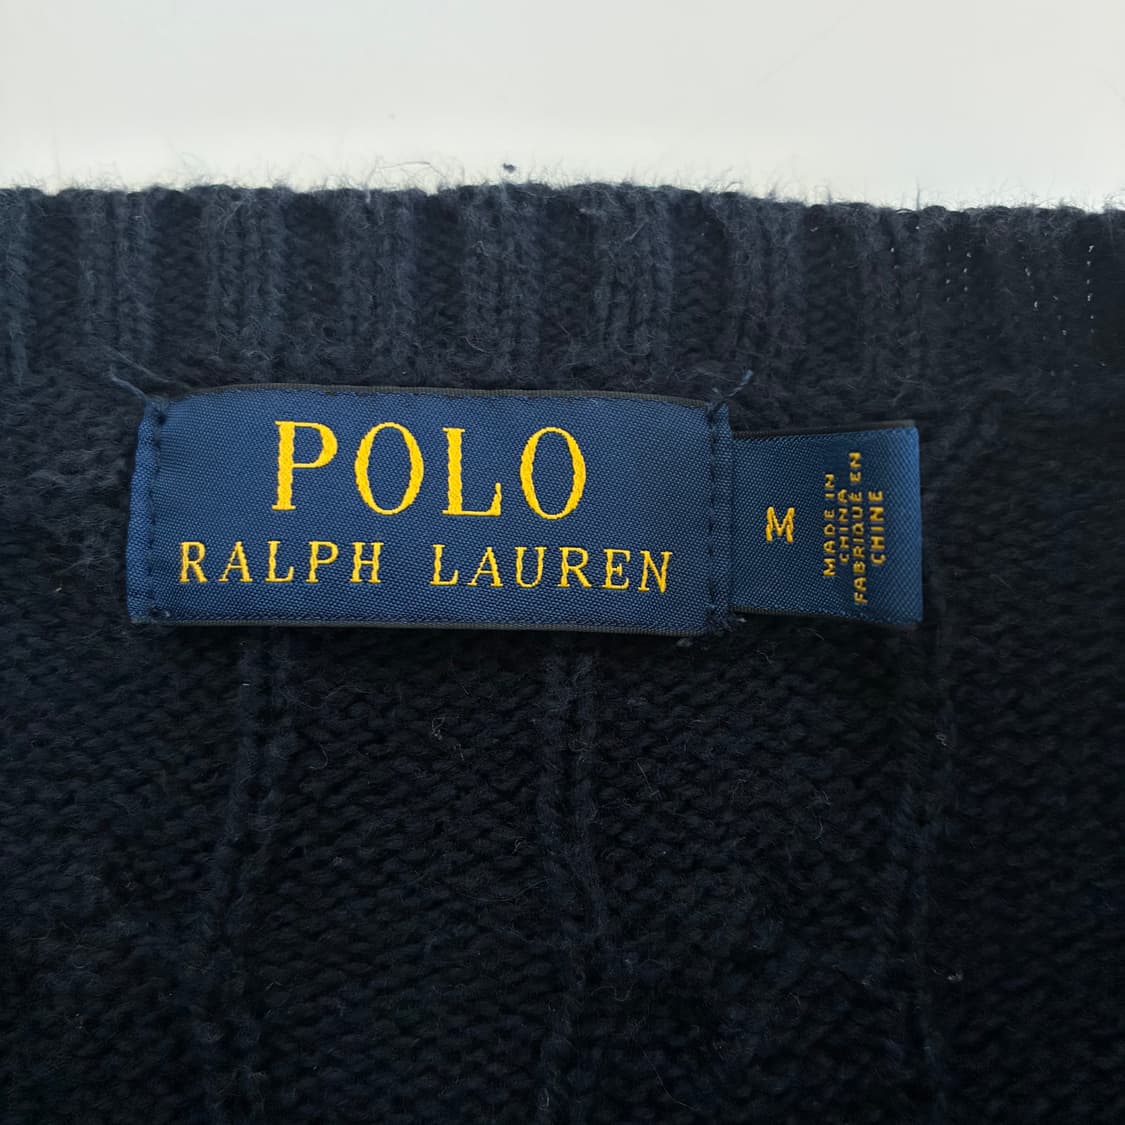 POLO
RALPH LAUREN
M
MADE IN
CHINA
FABRIQUÉ EN
CHINE